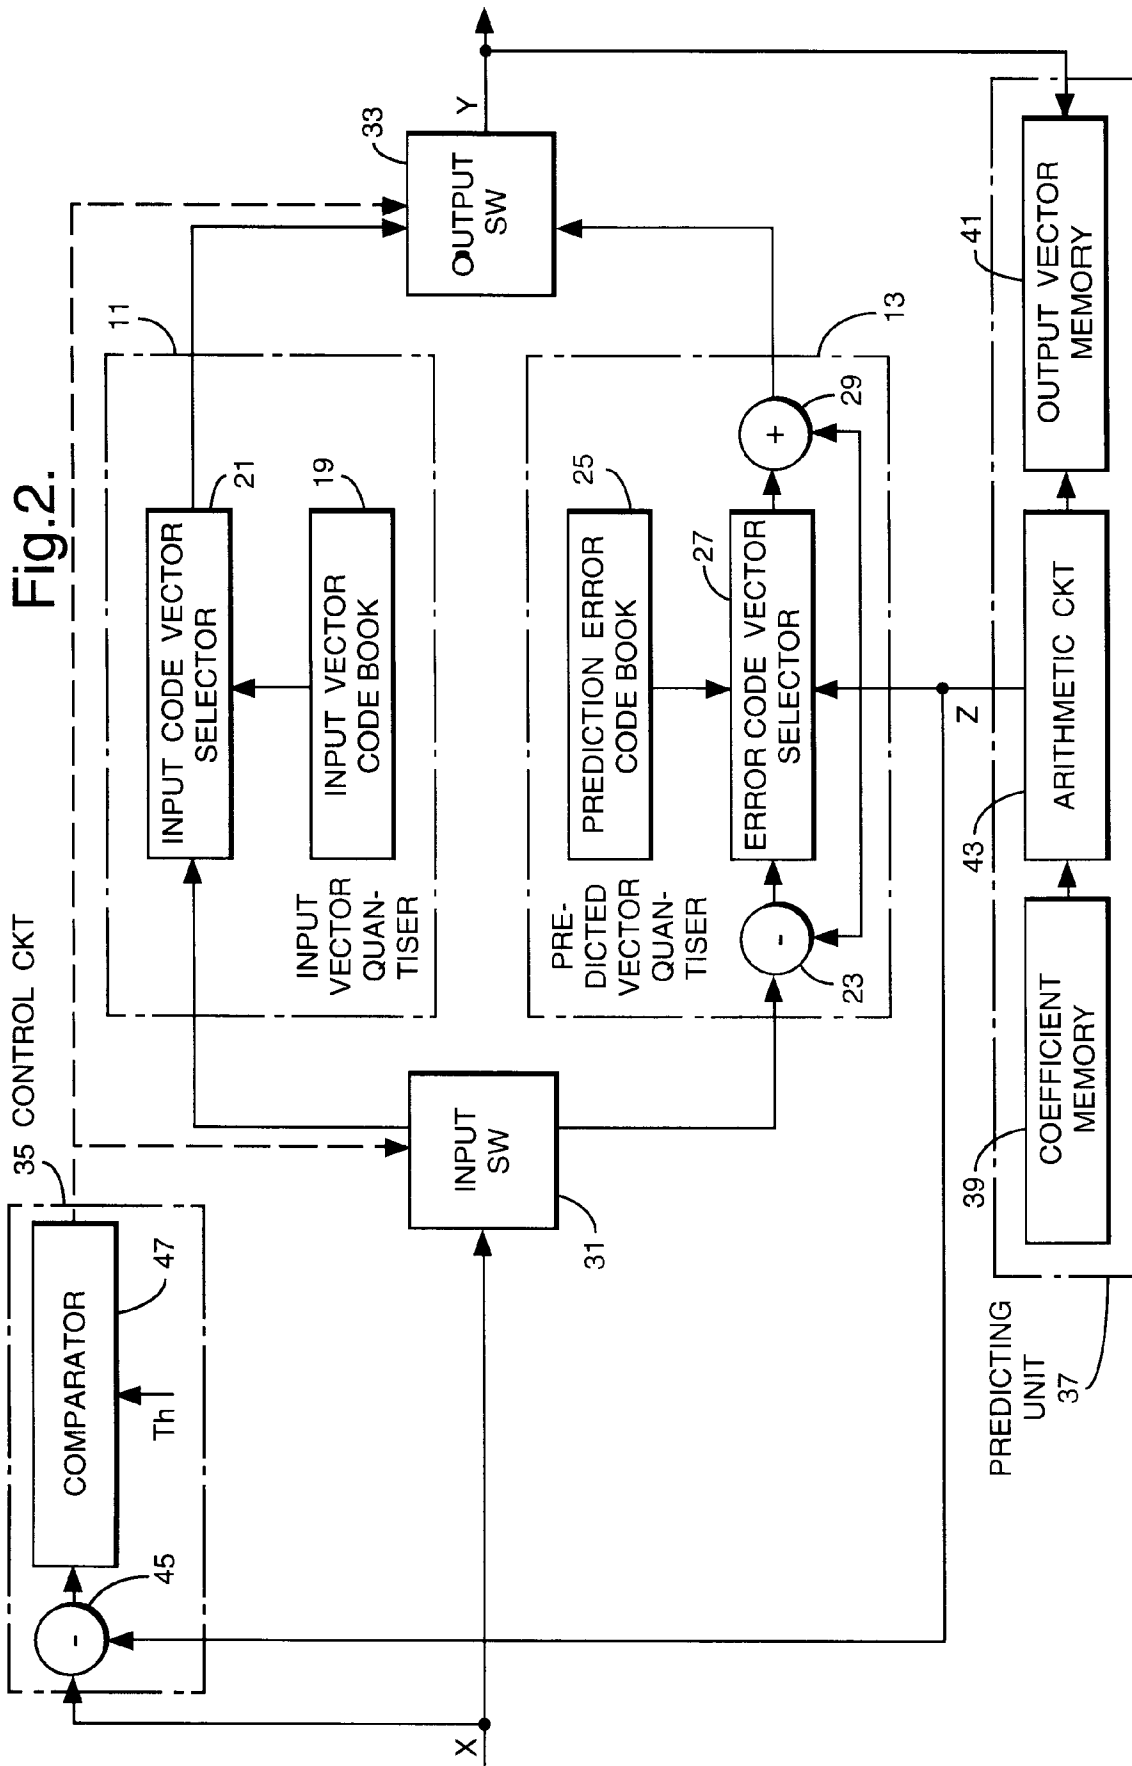 Fig.2.
35 CONTROL CKT
COMPARATOR
47
Th
45
-
X
INPUT
SW
31
11
INPUT CODE VECTOR
SELECTOR
21
INPUT VECTOR
CODE BOOK
19
INPUT
VECTOR
QUAN-
TISER
OUTPUT
SW
33
Y
13
PREDICTION ERROR
CODE BOOK
25
PRE-
DICTED
VECTOR
QUAN-
TISER
ERROR CODE VECTOR
SELECTOR
27
-
23
+
29
Z
PREDICTING
UNIT
37
COEFFICIENT
MEMORY
39
ARITHMETIC CKT
43
OUTPUT VECTOR
MEMORY
41